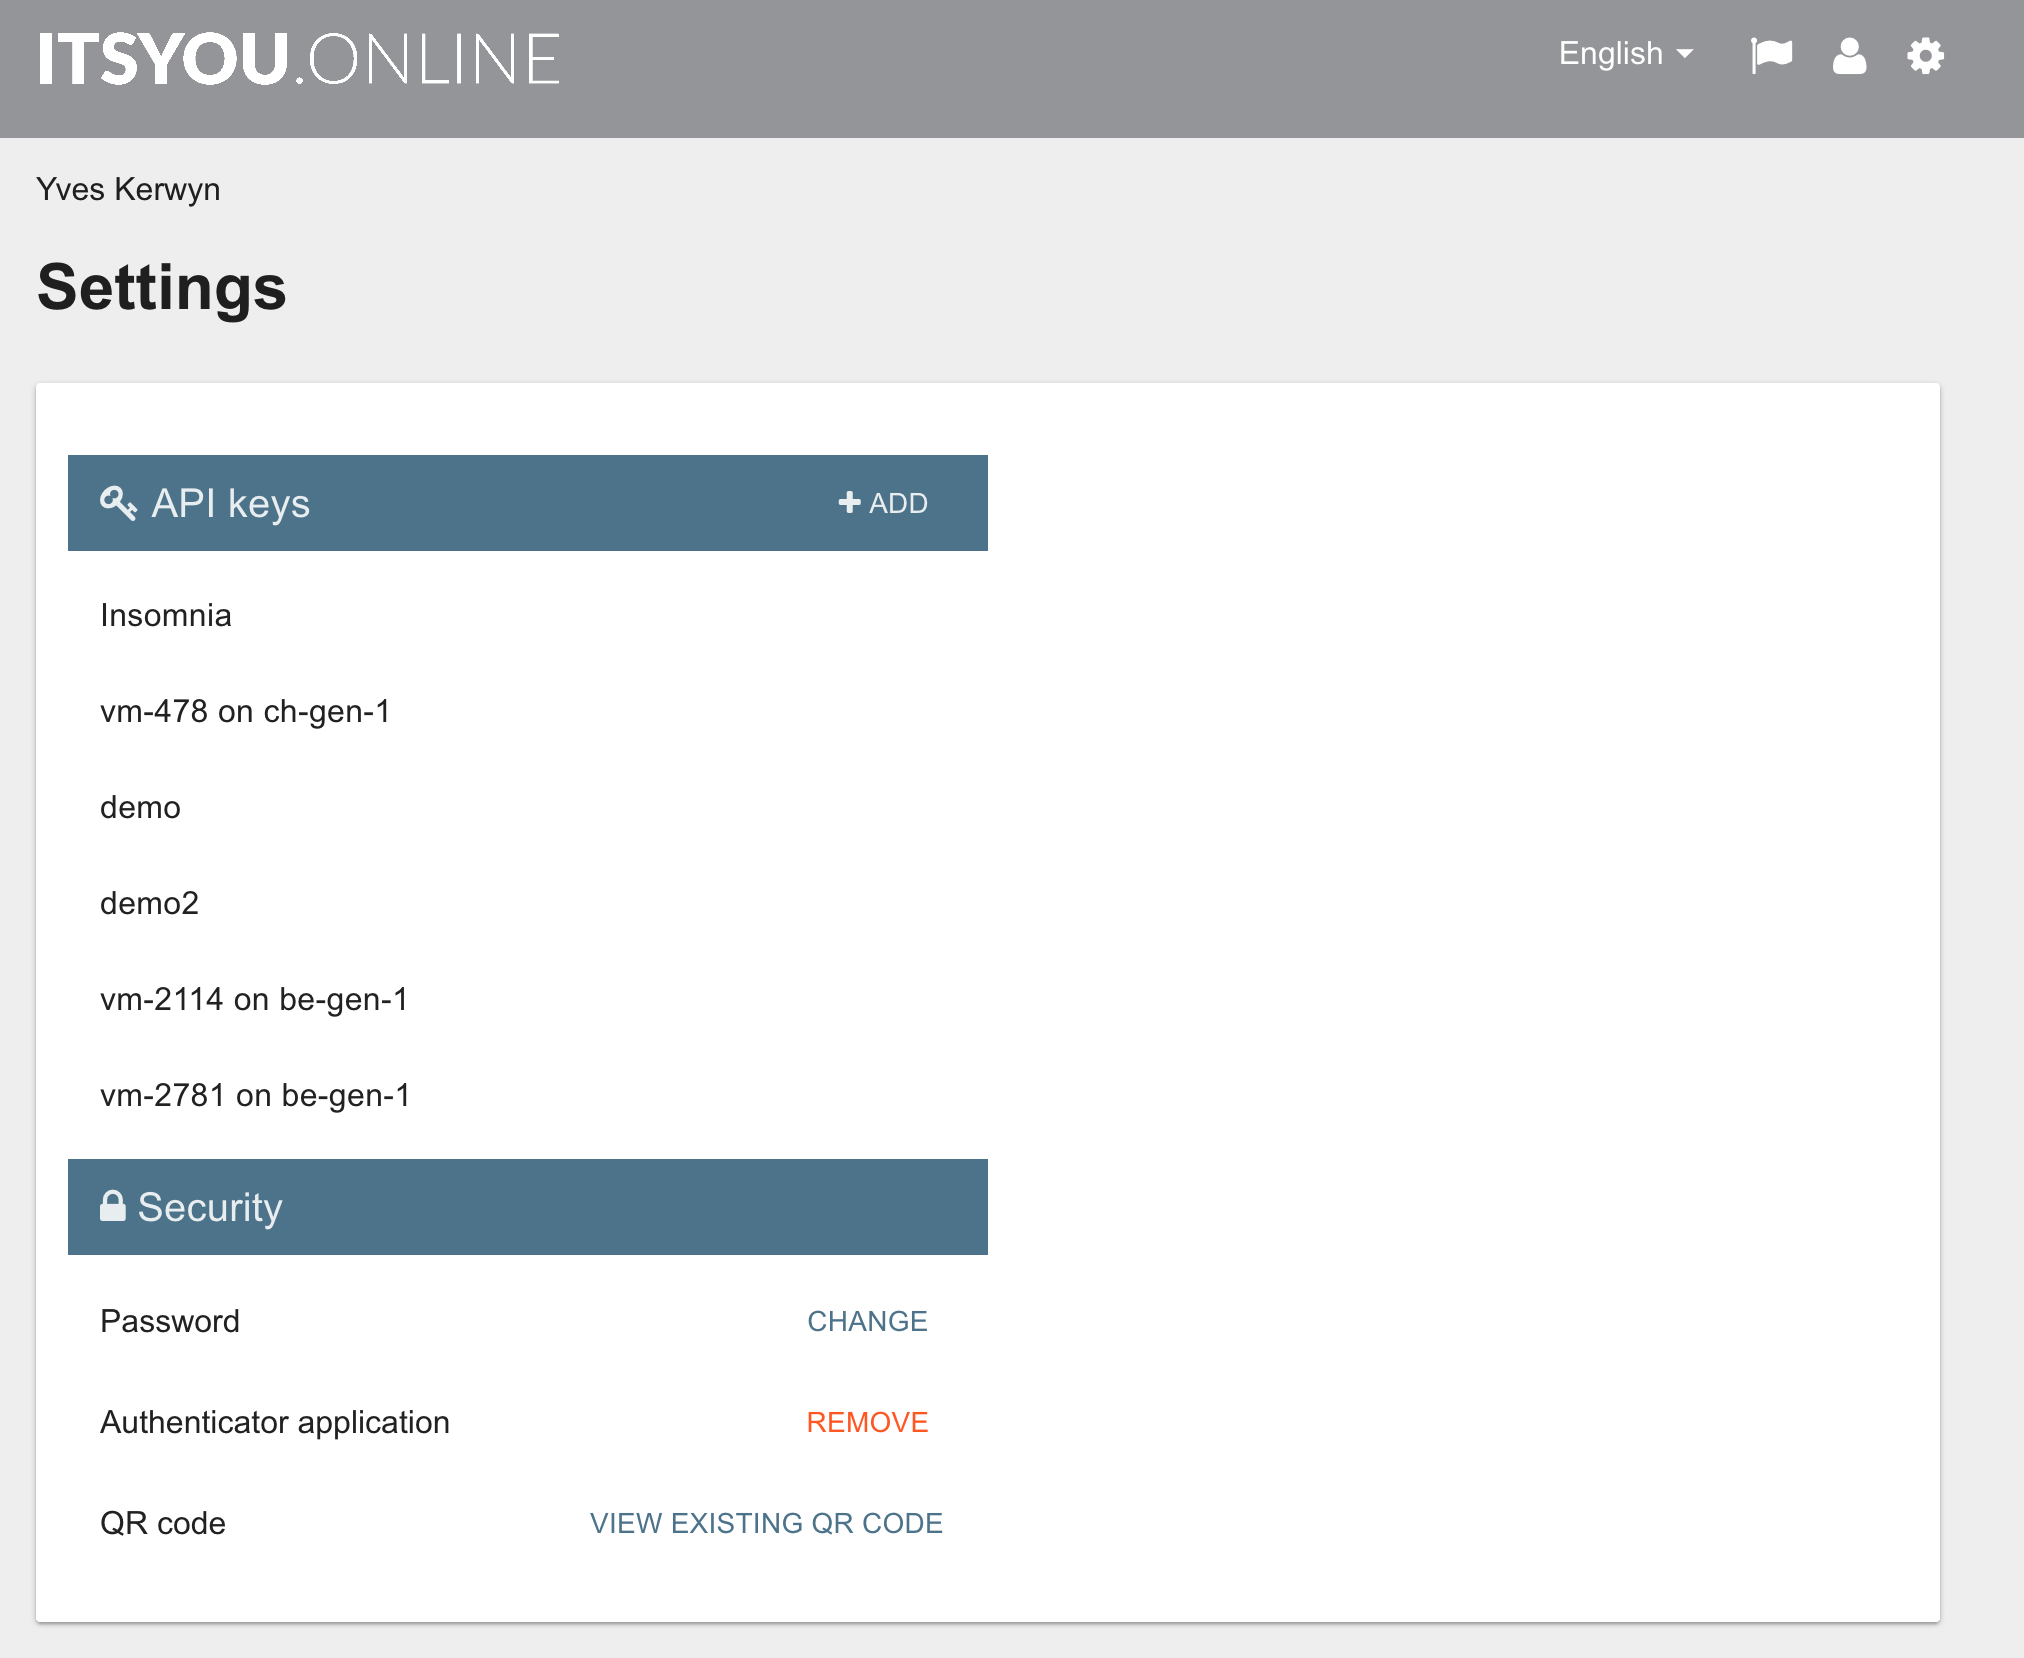 ITSYOU.ONLINE
English
Yves Kerwyn
Settings
API keys
ADD
Insomnia
vm-478 on ch-gen-1
demo
demo2
vm-2114 on be-gen-1
vm-2781 on be-gen-1
Security
Password
CHANGE
Authenticator application
REMOVE
QR code
VIEW EXISTING QR CODE